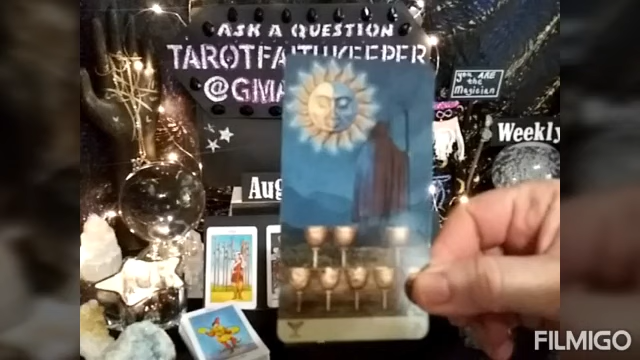 ASK A QUESTION
TAROTFAITHKEEPER
@GMA
you ARE
the
Magician
Weekly
Aug
FILMIGO